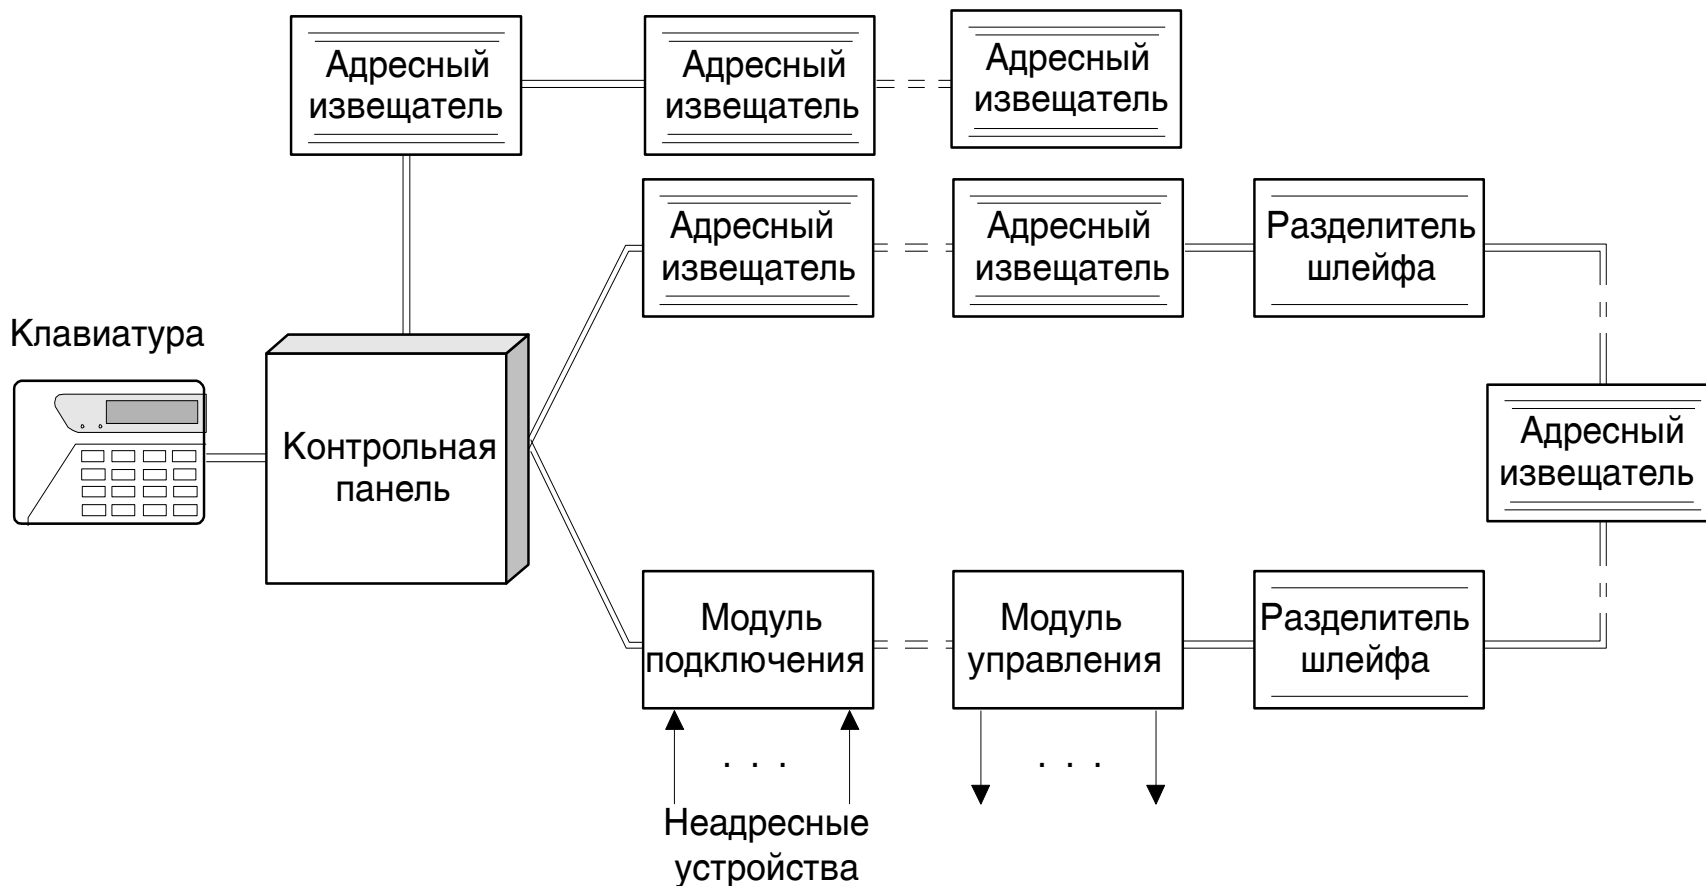 Адресный
извещатель
Адресный
извещатель
Адресный
извещатель
Адресный
извещатель
Адресный
извещатель
Разделитель
шлейфа
Клавиатура
Контрольная
панель
Адресный
извещатель
Модуль
подключения
Модуль
управления
Разделитель
шлейфа
. . .
. . .
Неадресные
устройства